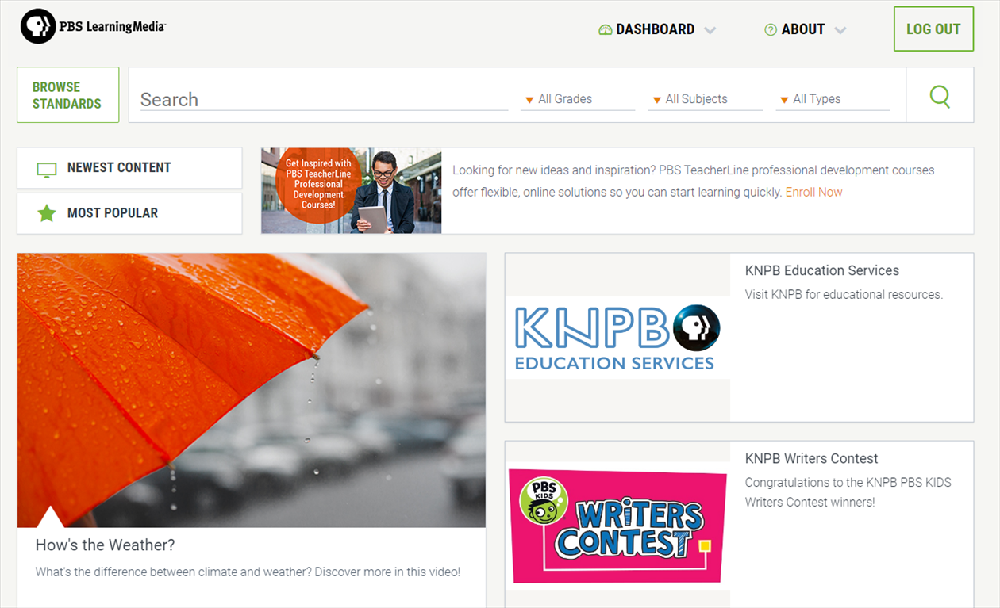 PBS LearningMedia
DASHBOARD
ABOUT
LOG OUT
BROWSE
STANDARDS
Search
All Grades
All Subjects
All Types
NEWEST CONTENT
MOST POPULAR
Get Inspired with
PBS TeacherLine
Professional
Development
Courses!
Looking for new ideas and inspiration? PBS TeacherLine professional development courses
offer flexible, online solutions so you can start learning quickly. Enroll Now
How's the Weather?
What's the difference between climate and weather? Discover more in this video!
KNPB
EDUCATION SERVICES
KNPB Education Services
Visit KNPB for educational resources.
PBS
KIDS
WRITERS
CONTEST
KNPB Writers Contest
Congratulations to the KNPB PBS KIDS
Writers Contest winners!